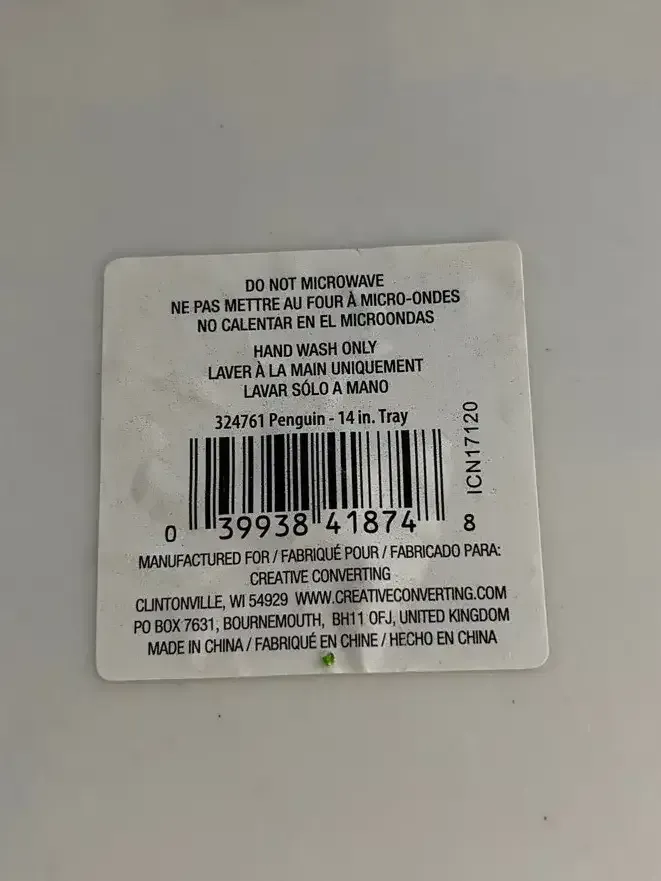 DO NOT MICROWAVE
NE PAS METTRE AU FOUR À MICRO-ONDES
NO CALENTAR EN EL MICROONDAS
HAND WASH ONLY
LAVER À LA MAIN UNIQUEMENT
LAVAR SÓLO A MANO
324761 Penguin - 14 in. Tray
ICN17120
0 39938 41874 8
MANUFACTURED FOR / FABRIQUÉ POUR / FABRICADO PARA:
CREATIVE CONVERTING
CLINTONVILLE, WI 54929 WWW.CREATIVECONVERTING.COM
PO BOX 7631, BOURNEMOUTH, BH11 OFJ, UNITED KINGDOM
MADE IN CHINA / FABRIQUÉ EN CHINE / HECHO EN CHINA